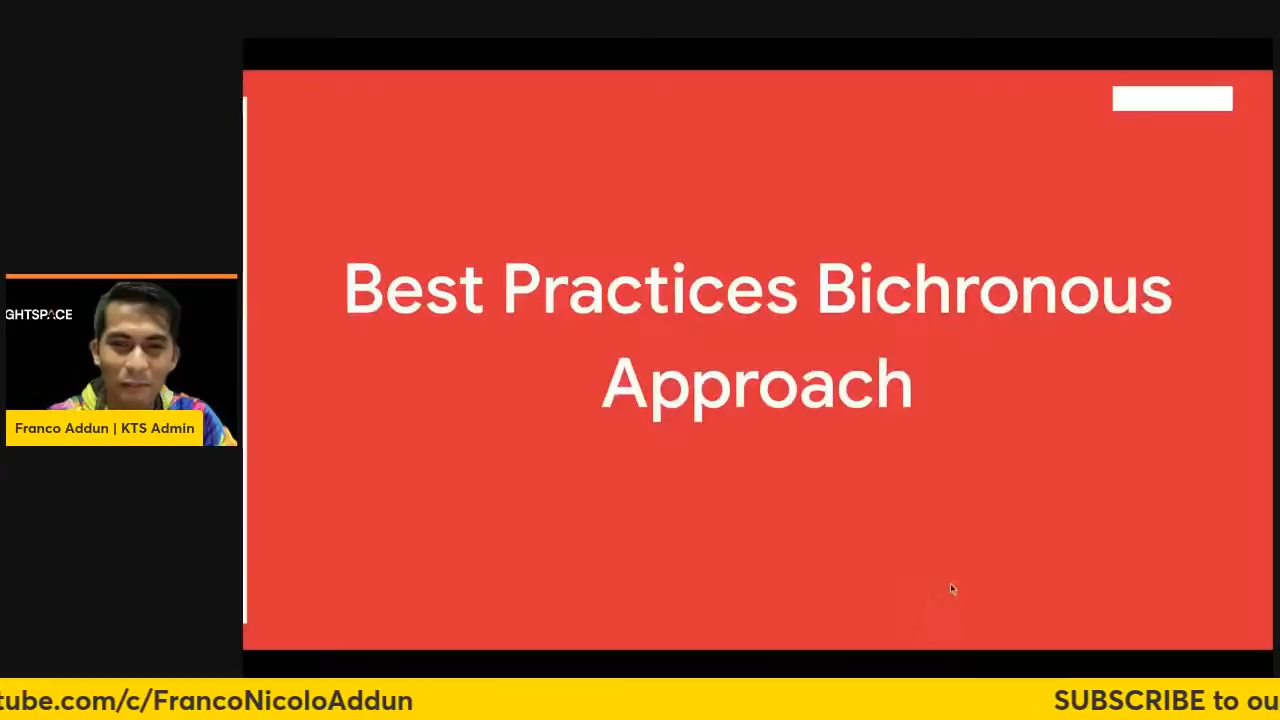 Best Practices Bichronous
Approach
GHTSPACE
Franco Addun | KTS Admin
tube.com/c/FrancoNicoloAddun
SUBSCRIBE to ou